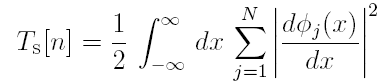 T_s[n] = \frac{1}{2} \int_{-\infty}^{\infty} dx \sum_{j=1}^{N} \left| \frac{d\phi_j(x)}{dx} \right|^2